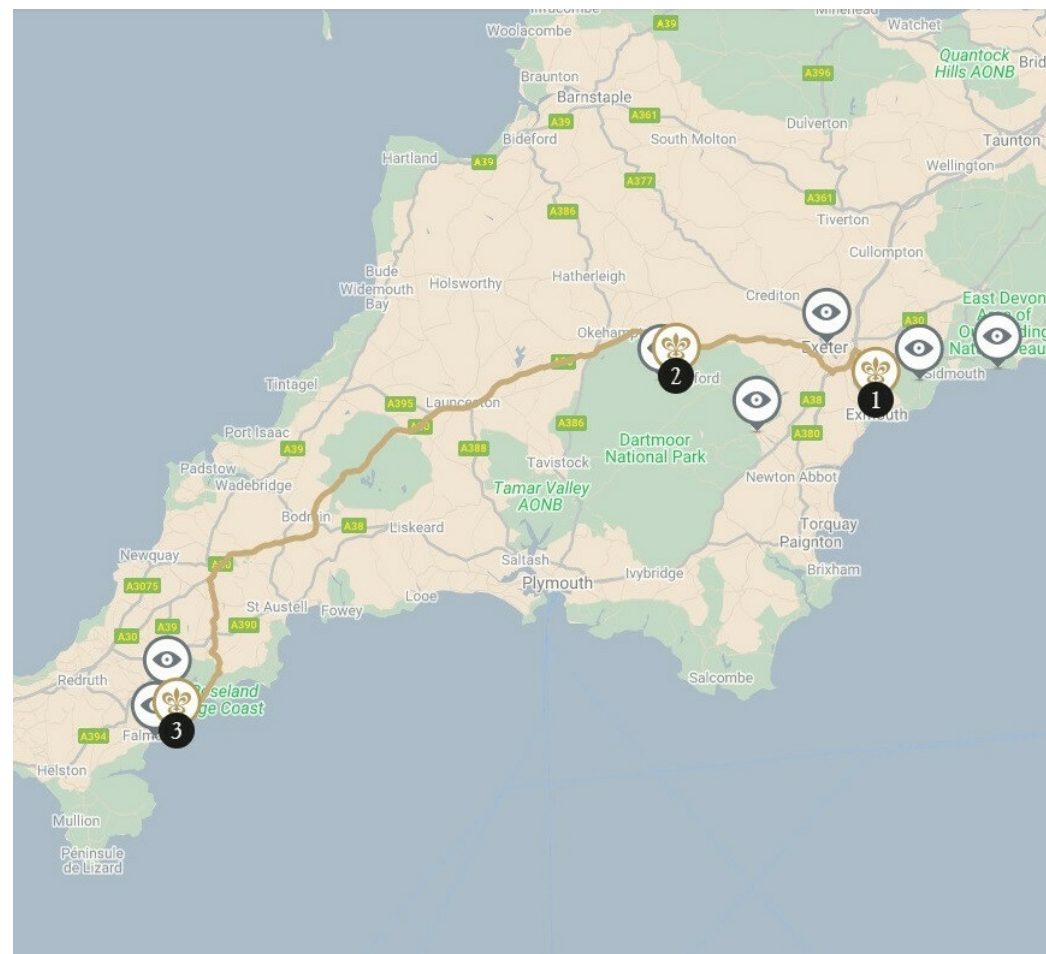 Woolacombe
A39
Watchet
Quantock
Hills AONB
Brid
A396
Braunton
Barnstaple
A39
A361
Dulverton
Bideford
South Molton
Taunton
Hartland
A39
Wellington
A377
A361
A386
Tiverton
Cullompton
Bude
Widemouth
Bay
Holsworthy
Hatherleigh
Crediton
East Devon
A30
Exeter
Sidmouth
2
1
Exmouth
A38
Tintagel
A395
Launceston
A386
A380
Port Isaac
A39
A388
Dartmoor
National Park
Padstow
Wadebridge
Tavistock
Newton Abbot
Tamar Valley
AONB
Bodmin
A38
Liskeard
Torquay
Paignton
Newquay
Saltash
Plymouth
Ivybridge
Brixham
A3075
St Austell
Fowey
Looe
A30
A39
A390
Redruth
Salcombe
Roseland
3
A394
Helston
Mullion
Péninsule
de Lizard